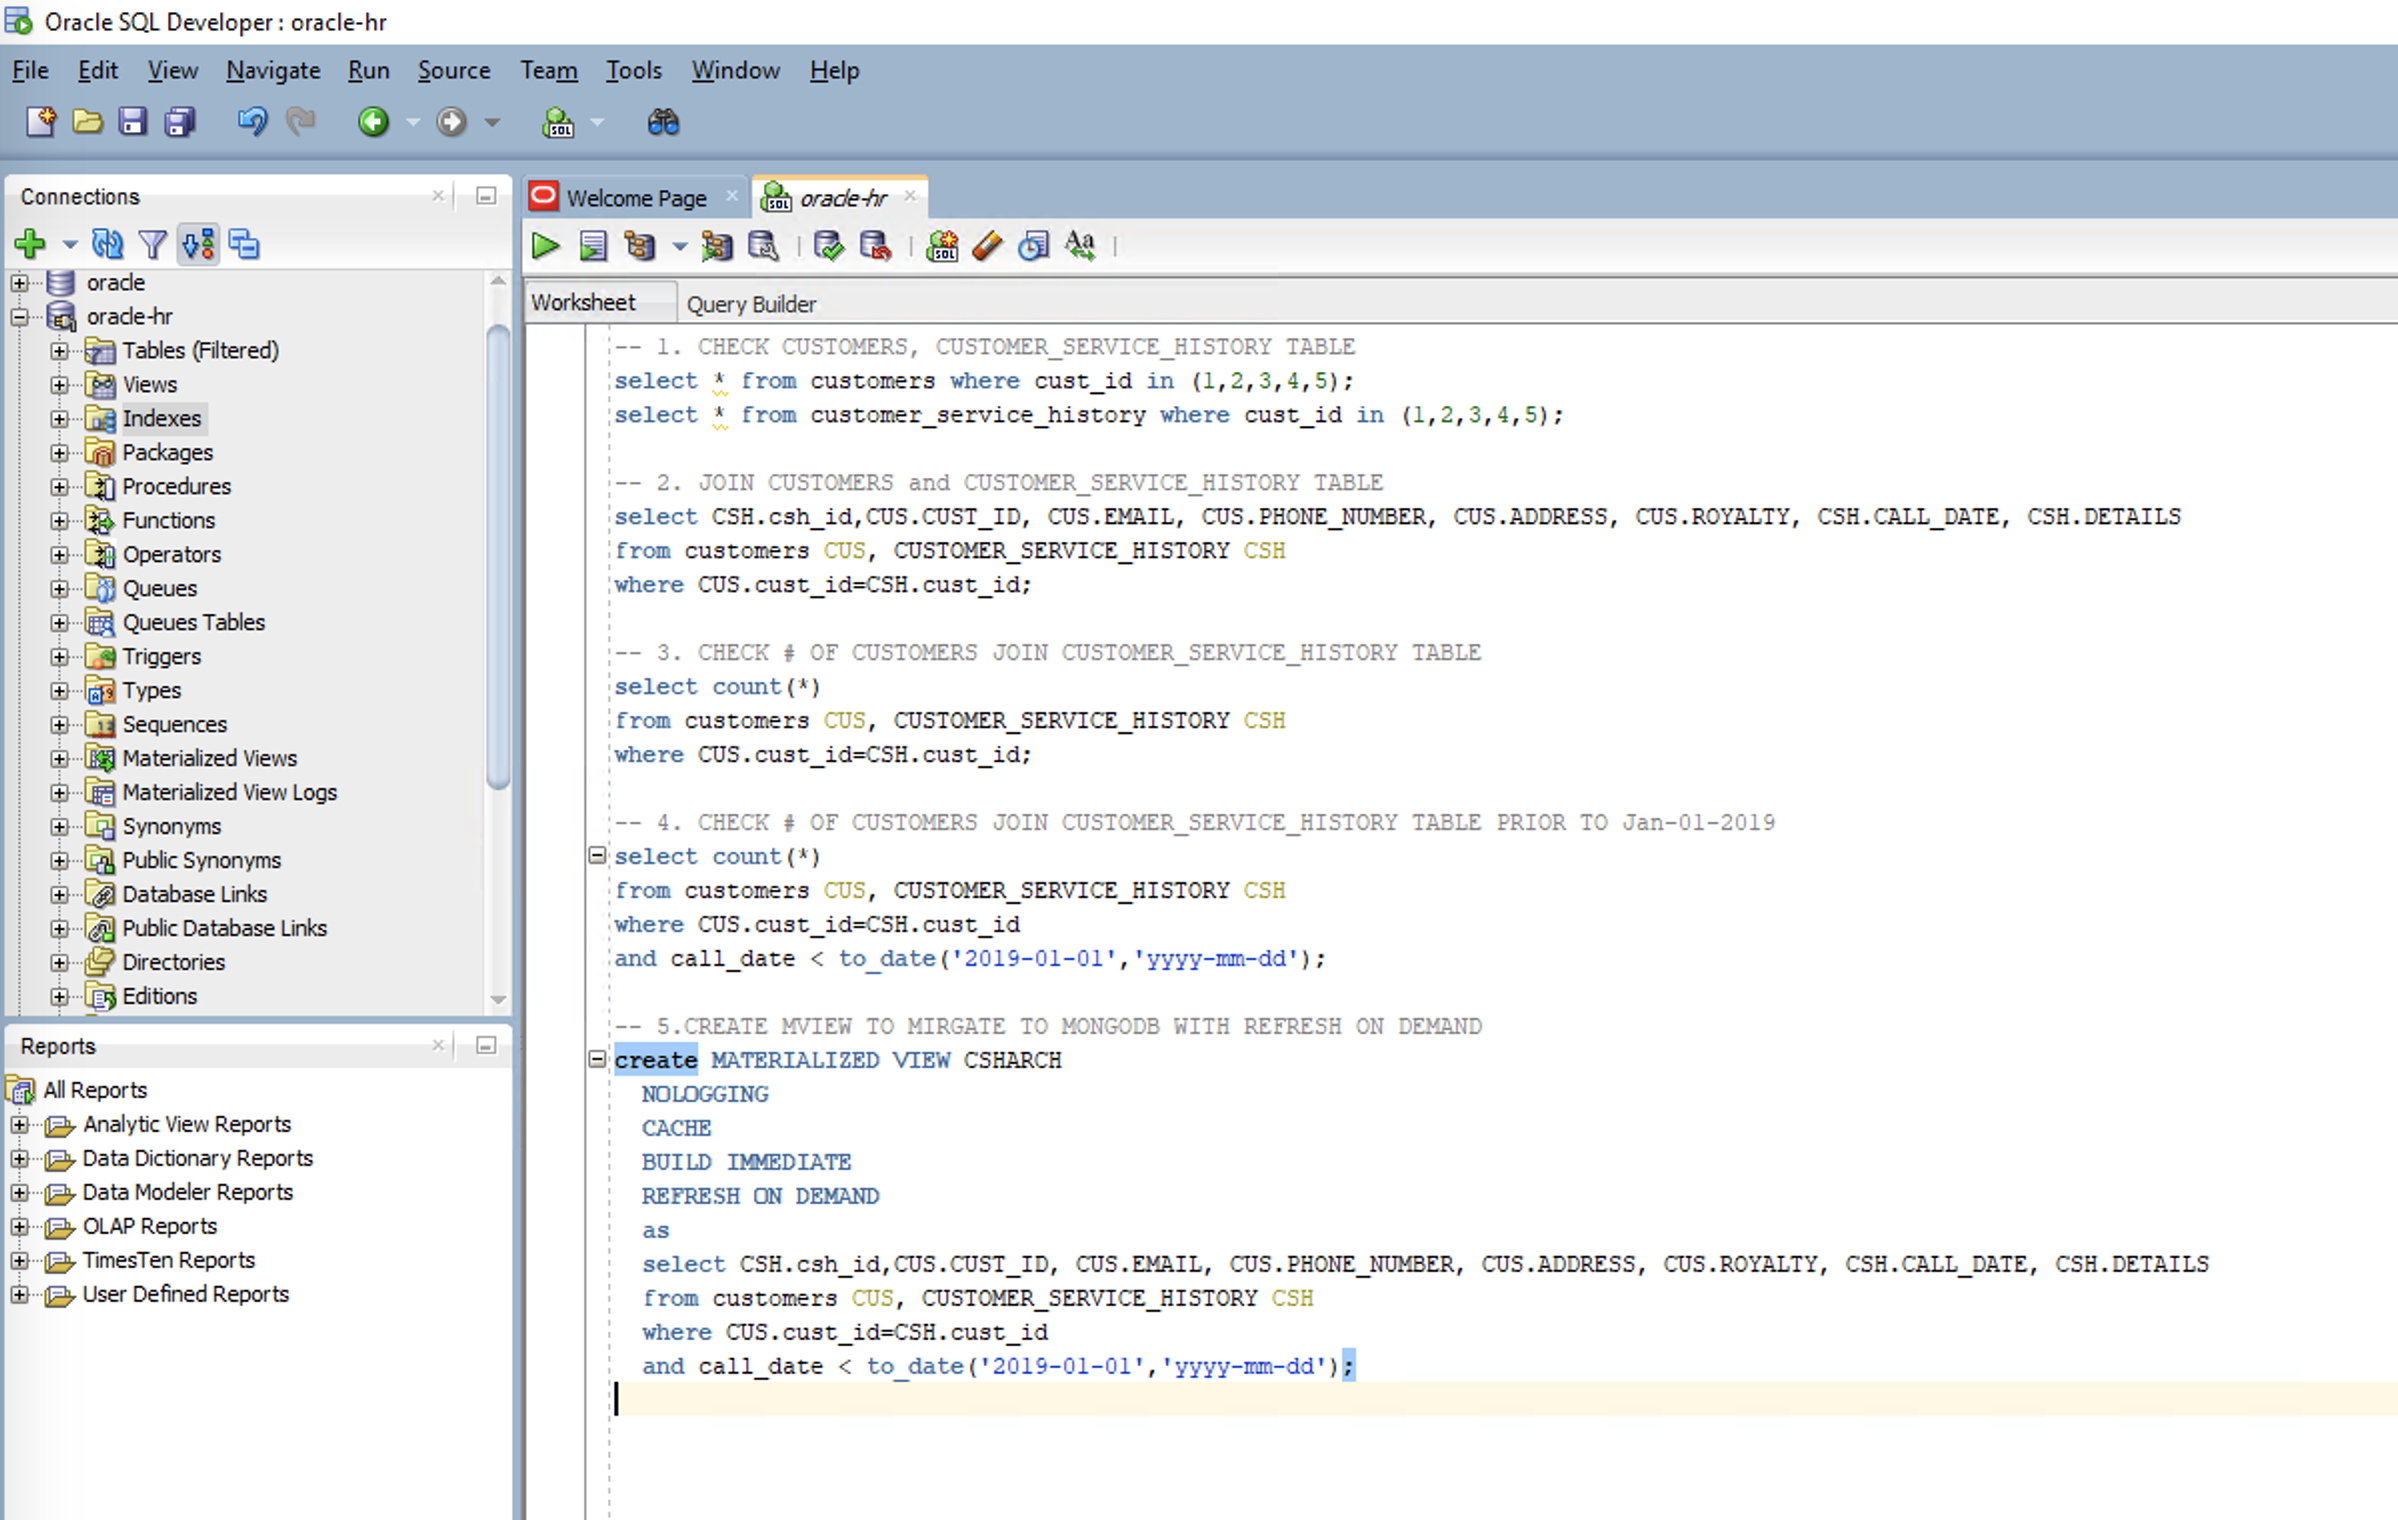 Oracle SQL Developer : oracle-hr
File Edit View Navigate Run Source Team Tools Window Help
Connections
oracle
oracle-hr
Tables (Filtered)
Views
Indexes
Packages
Procedures
Functions
Operators
Queues
Queues Tables
Triggers
Types
Sequences
Materialized Views
Materialized View Logs
Synonyms
Public Synonyms
Database Links
Public Database Links
Directories
Editions
Reports
All Reports
Analytic View Reports
Data Dictionary Reports
Data Modeler Reports
OLAP Reports
TimesTen Reports
User Defined Reports
Welcome Page oracle-hr
Worksheet Query Builder
-- 1. CHECK CUSTOMERS, CUSTOMER_SERVICE_HISTORY TABLE
select * from customers where cust_id in (1,2,3,4,5);
select * from customer_service_history where cust_id in (1,2,3,4,5);
-- 2. JOIN CUSTOMERS and CUSTOMER_SERVICE_HISTORY TABLE
select CSH.csh_id,CUS.CUST_ID, CUS.EMAIL, CUS.PHONE_NUMBER, CUS.ADDRESS, CUS.ROYALTY, CSH.CALL_DATE, CSH.DETAILS
from customers CUS, CUSTOMER_SERVICE_HISTORY CSH
where CUS.cust_id=CSH.cust_id;
-- 3. CHECK # OF CUSTOMERS JOIN CUSTOMER_SERVICE_HISTORY TABLE
select count(*)
from customers CUS, CUSTOMER_SERVICE_HISTORY CSH
where CUS.cust_id=CSH.cust_id;
-- 4. CHECK # OF CUSTOMERS JOIN CUSTOMER_SERVICE_HISTORY TABLE PRIOR TO Jan-01-2019
select count(*)
from customers CUS, CUSTOMER_SERVICE_HISTORY CSH
where CUS.cust_id=CSH.cust_id
and call_date < to_date('2019-01-01','yyyy-mm-dd');
-- 5.CREATE MVIEW TO MIRGATE TO MONGODB WITH REFRESH ON DEMAND
create MATERIALIZED VIEW CSHARCH
NOLOGGING
CACHE
BUILD IMMEDIATE
REFRESH ON DEMAND
as
select CSH.csh_id,CUS.CUST_ID, CUS.EMAIL, CUS.PHONE_NUMBER, CUS.ADDRESS, CUS.ROYALTY, CSH.CALL_DATE, CSH.DETAILS
from customers CUS, CUSTOMER_SERVICE_HISTORY CSH
where CUS.cust_id=CSH.cust_id
and call_date < to_date('2019-01-01','yyyy-mm-dd');